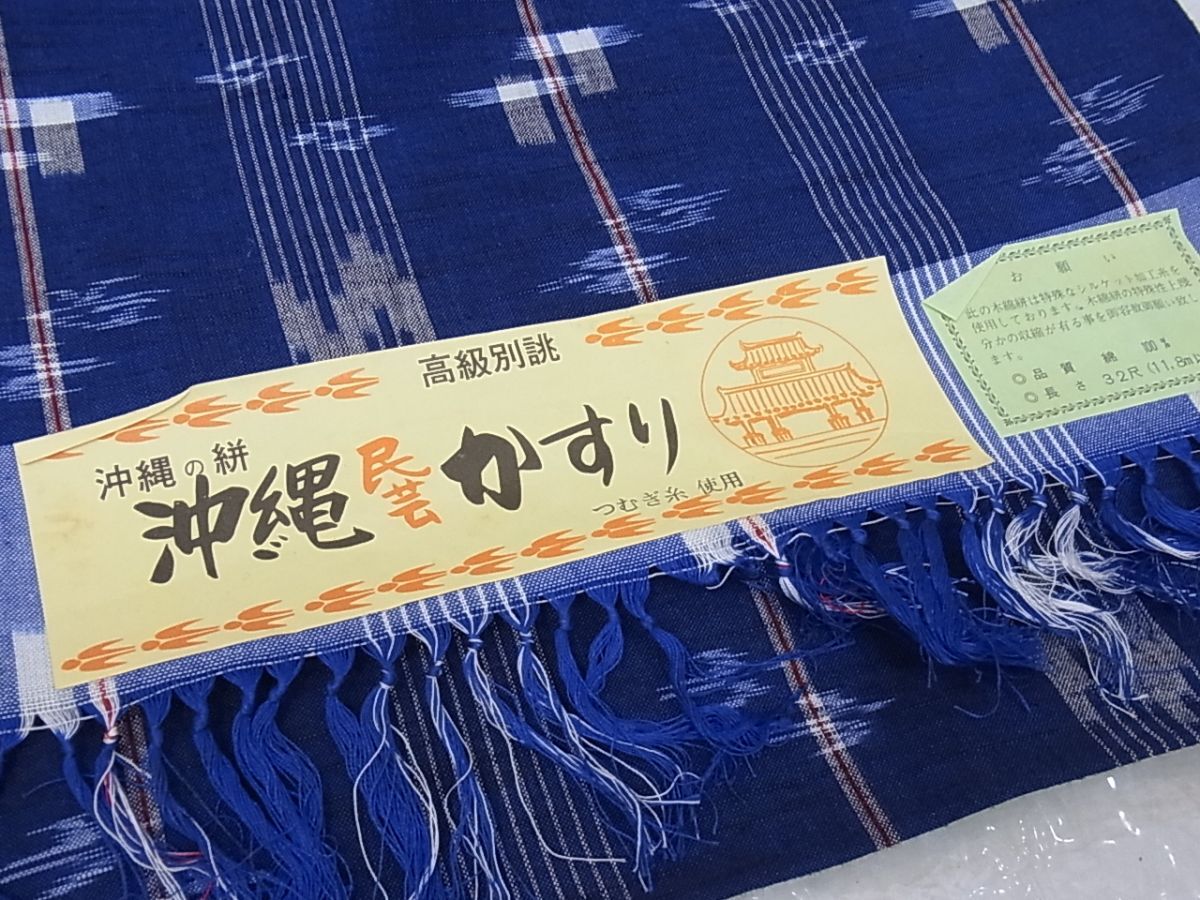 高級別誂
沖縄の絣
沖縄民芸かすり
つむぎ糸 使用
お願い
此の木綿絣は特殊なシルケット加工糸を
使用しております。木綿絣の特殊性上幾
分かの収縮が有る事を御容赦御願い致し
ます。
◎品質 綿 100%
◎長さ 32尺(11.8m